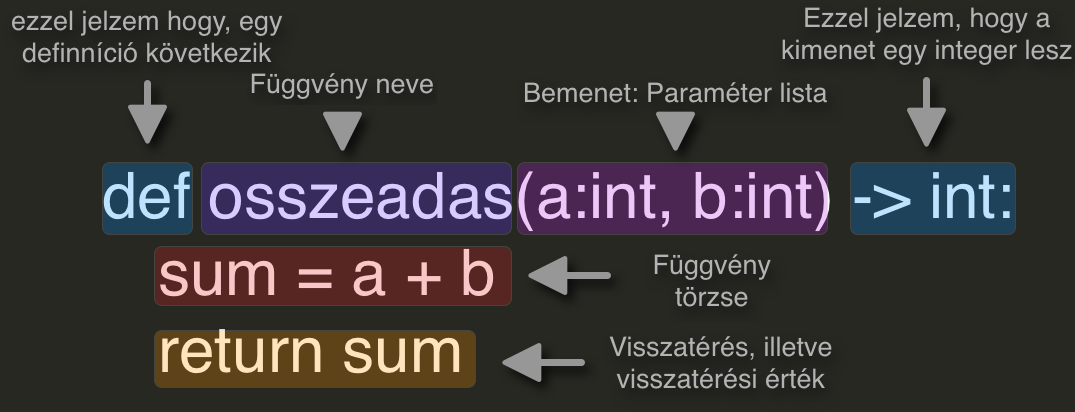 ezzel jelzem hogy, egy
definníció következik
Függvény neve
Bemenet: Paraméter lista
Ezzel jelzem, hogy a
kimenet egy integer lesz
def osszeadas(a:int, b:int) -> int:
sum = a + b
Függvény
törzse
return sum
Visszatérés, illetve
visszatérési érték